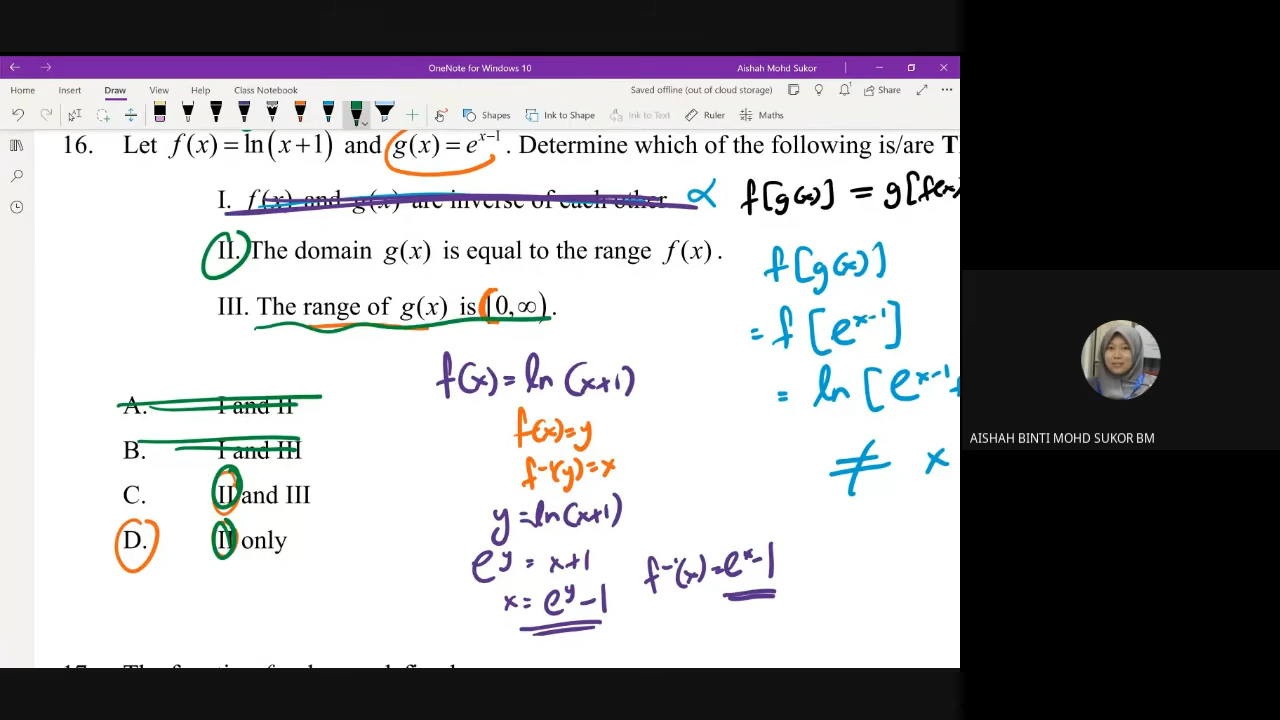 OneNote for Windows 10
Aishah Mohd Sukor
Home Insert Draw View Help Class Notebook
Saved offline (out of cloud storage) Share
Shapes Ink to Shape Ink to Text Ruler Maths
16. Let f(x) = ln(x+1) and g(x) = e^{x-1}. Determine which of the following is/are T
I. f(x) and g(x) are inverse of each other.
II. The domain g(x) is equal to the range f(x).
III. The range of g(x) is [0,∞).
A. I and II
B. I and III
C. II and III
D. II only
f(x) = ln (x+1)
f(x) = y
f⁻¹(y) = x
y = ln(x+1)
e^y = x+1
x = e^y - 1
f⁻¹(x) = e^x - 1
f[g(x)] = g[f(x)
f[g(x)]
= f[e^{x-1}]
= ln[e^{x-1}+
≠ x
AISHAH BINTI MOHD SUKOR BM